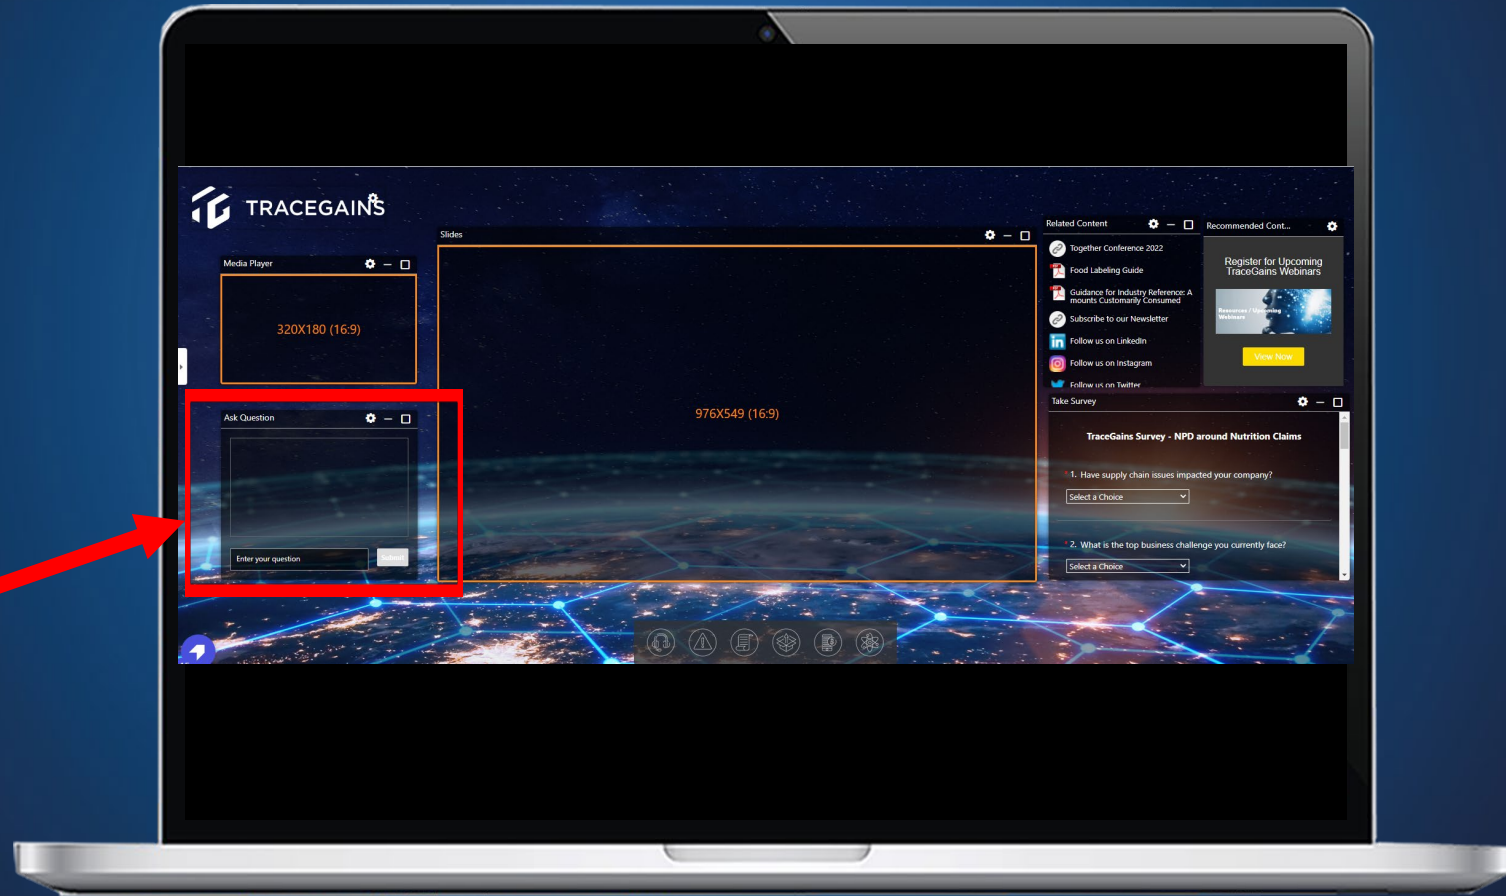 TRACEGAINS
Media Player
320X180 (16:9)
Ask Question
Enter your question
Submit
Slides
976X549 (16:9)
Related Content
Together Conference 2022
Food Labeling Guide
Guidance for Industry Reference: A
mounts Customarily Consumed
Subscribe to our Newsletter
Follow us on LinkedIn
Follow us on Instagram
Follow us on Twitter
Recommended Cont...
Register for Upcoming
TraceGains Webinars
Resources / Upcoming
Webinars
View Now
Take Survey
TraceGains Survey - NPD around Nutrition Claims
*1. Have supply chain issues impacted your company?
Select a Choice
*2. What is the top business challenge you currently face?
Select a Choice